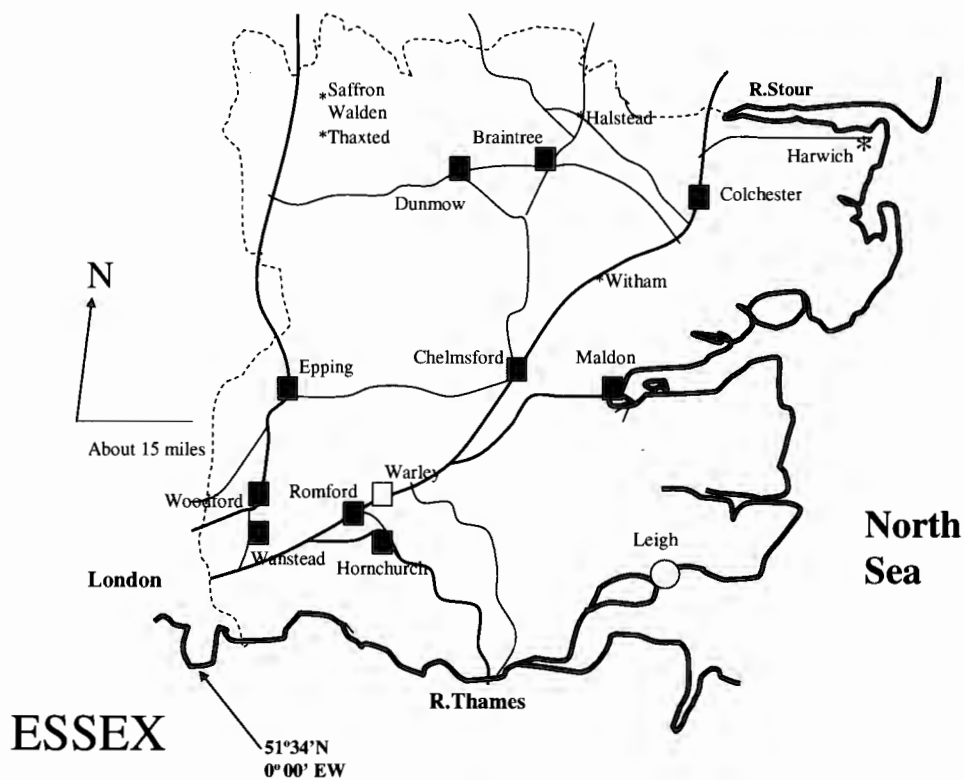 R.Stour
*Saffron
Walden
*Thaxted
*Halstead
Braintree
Harwich
*
Dunmow
Colchester
*Witham
N
Epping
Chelmsford
Maldon
About 15 miles
Woodford
Romford
Warley
Wanstead
Hornchurch
Leigh
North
Sea
London
R.Thames
ESSEX
51°34'N
0°00' EW